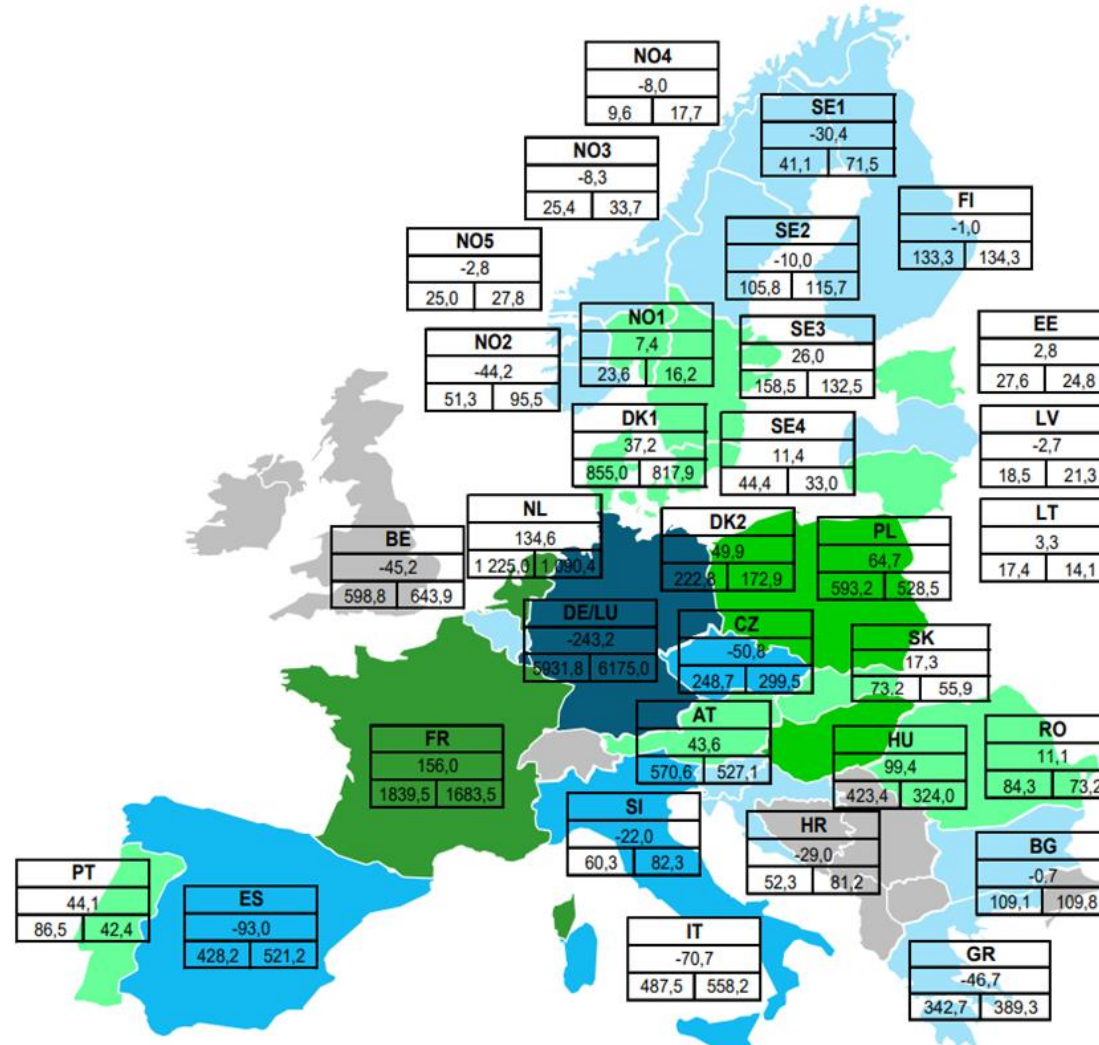 NO4
-8,0
9,6 17,7
SE1
-30,4
41,1 71,5
NO3
-8,3
25,4 33,7
FI
-1,0
133,3 134,3
SE2
-10,0
105,8 115,7
NO5
-2,8
25,0 27,8
NO1
7,4
23,6 16,2
SE3
26,0
158,5 132,5
EE
2,8
27,6 24,8
NO2
-44,2
51,3 95,5
DK1
37,2
855,0 817,9
SE4
11,4
44,4 33,0
LV
-2,7
18,5 21,3
NL
134,6
1 225,0 1 090,4
DK2
49,9
222,8 172,9
PL
64,7
593,2 528,5
LT
3,3
17,4 14,1
BE
-45,2
598,8 643,9
DE/LU
-243,2
5931,8 6175,0
CZ
-50,8
248,7 299,5
SK
17,3
73,2 55,9
AT
43,6
570,6 527,1
FR
156,0
1839,5 1683,5
HU
99,4
423,4 324,0
RO
11,1
84,3 73,2
SI
-22,0
60,3 82,3
HR
-29,0
52,3 81,2
BG
-0,7
109,1 109,8
PT
44,1
86,5 42,4
ES
-93,0
428,2 521,2
IT
-70,7
487,5 558,2
GR
-46,7
342,7 389,3